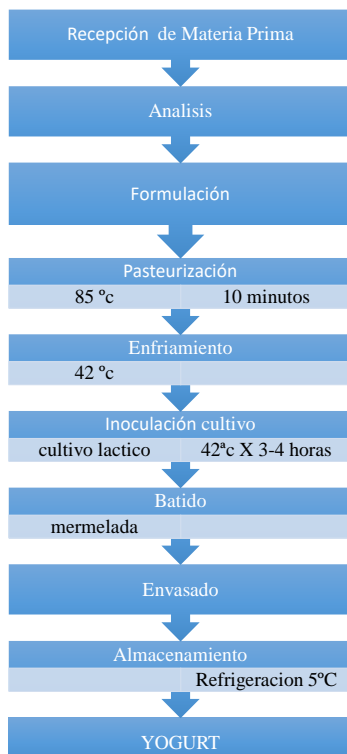 Recepción de Materia Prima
Analisis
Formulación
Pasteurización
85 ºc 10 minutos
Enfriamiento
42 ºc
Inoculación cultivo
cultivo lactico 42ªc X 3-4 horas
Batido
mermelada
Envasado
Almacenamiento
Refrigeracion 5ºC
YOGURT